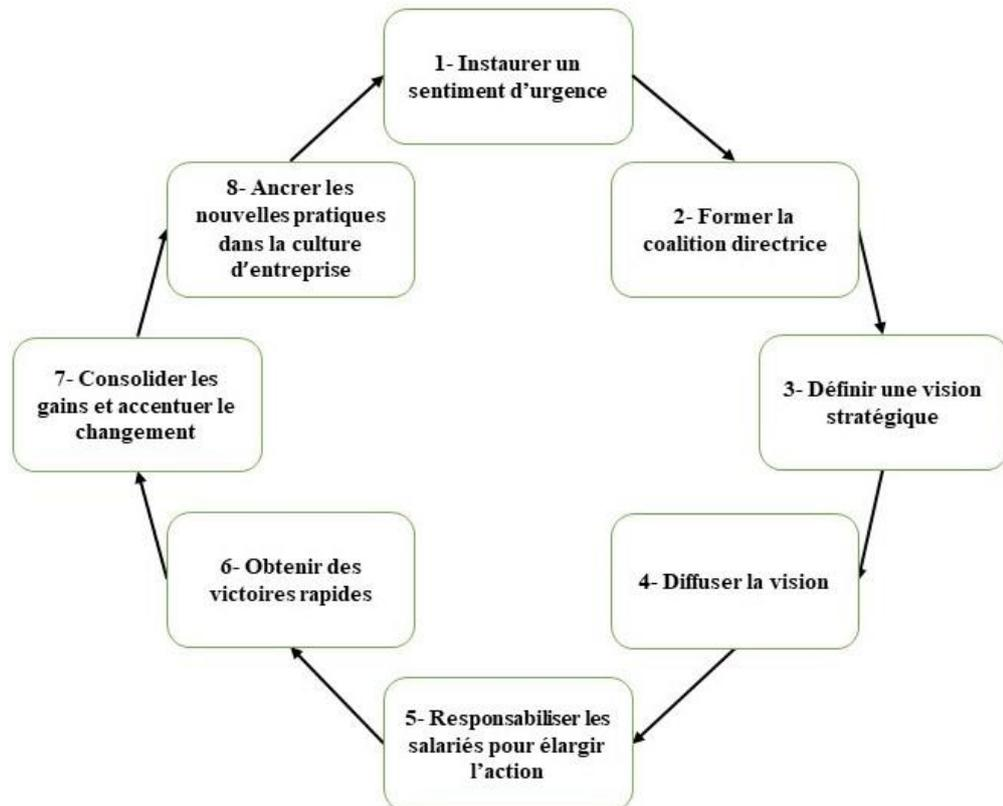 1- Instaurer un
sentiment d’urgence
2- Former la
coalition directrice
3- Définir une vision
stratégique
4- Diffuser la vision
5- Responsabiliser les
salariés pour élargir
l’action
6- Obtenir des
victoires rapides
7- Consolider les
gains et accentuer le
changement
8- Ancrer les
nouvelles pratiques
dans la culture
d’entreprise